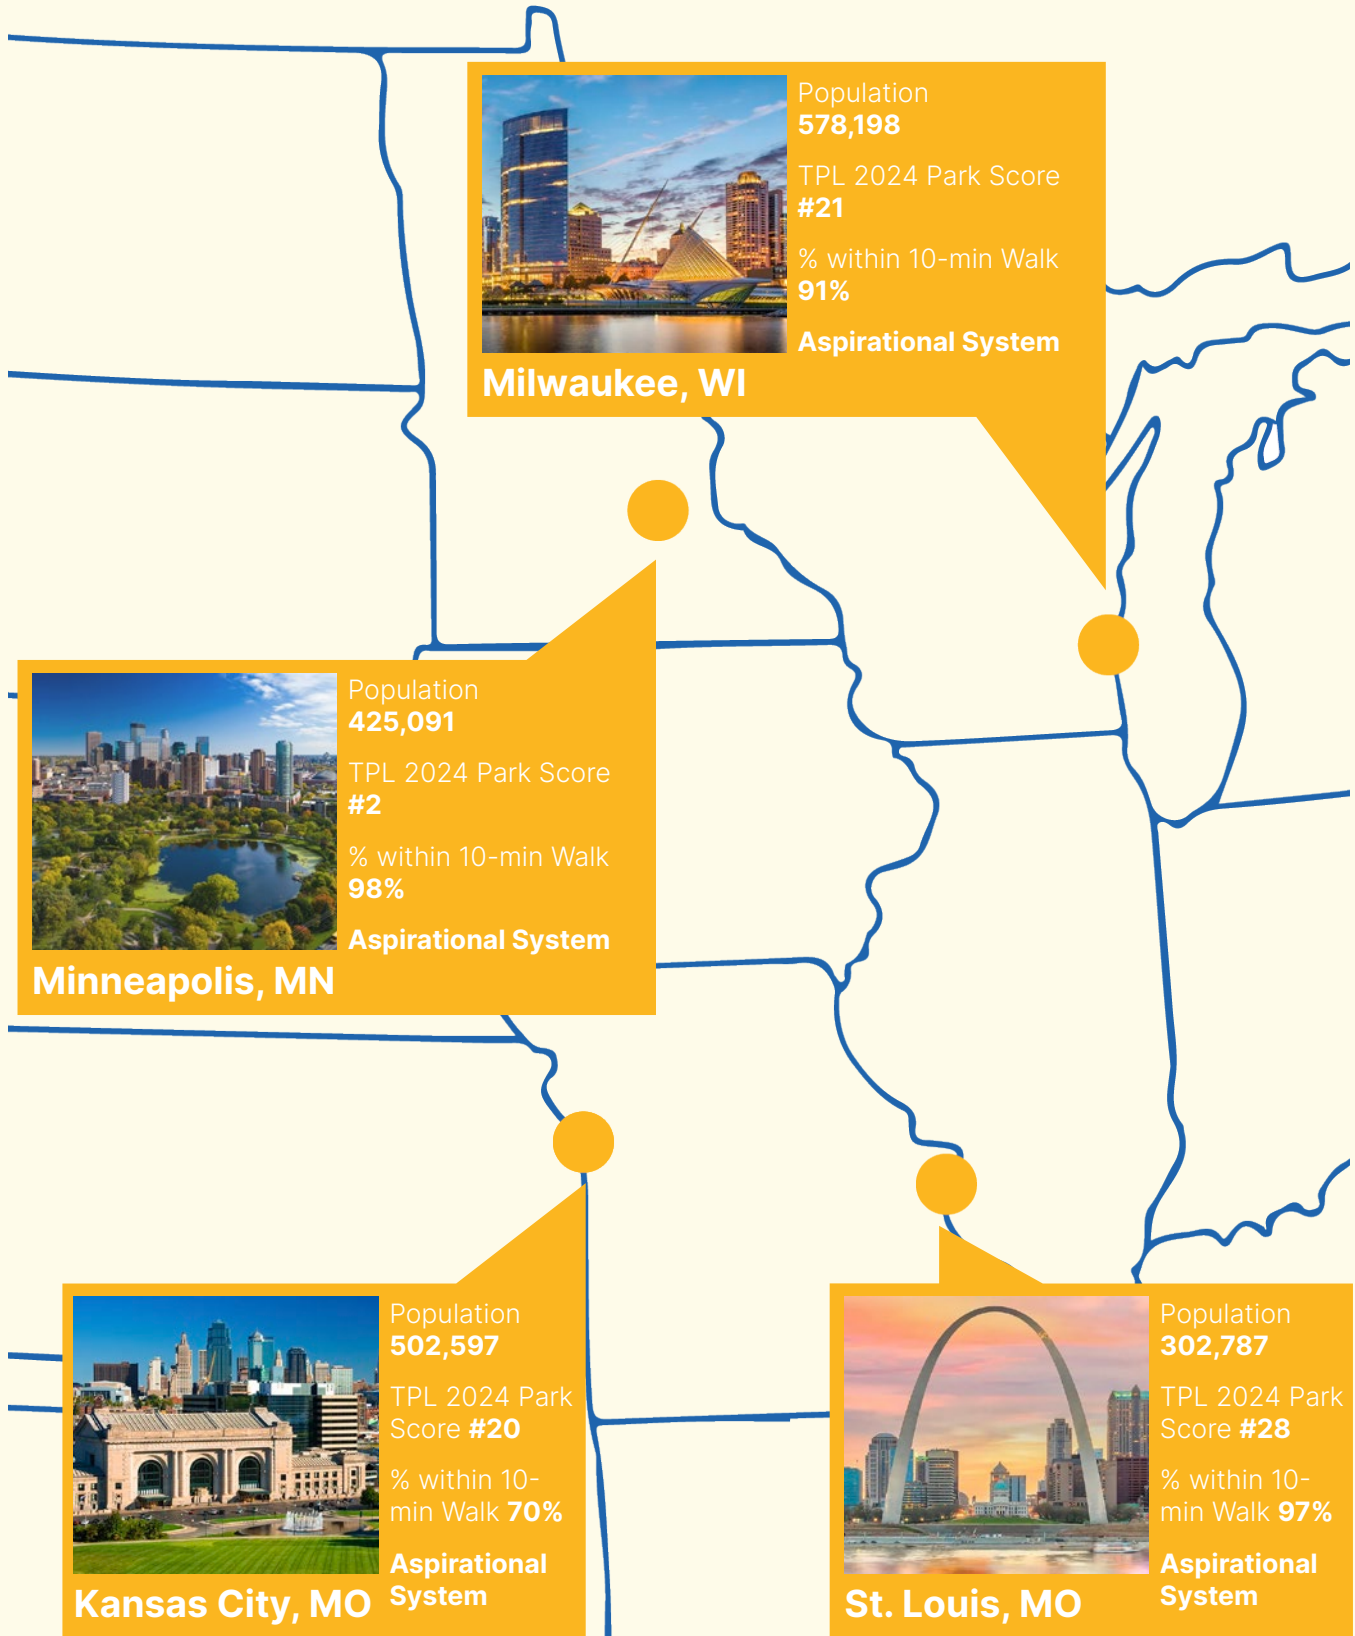 Population
578,198
TPL 2024 Park Score
#21
% within 10-min Walk
91%
Aspirational System
Milwaukee, WI
Population
425,091
TPL 2024 Park Score
#2
% within 10-min Walk
98%
Aspirational System
Minneapolis, MN
Population
502,597
TPL 2024 Park
Score #20
% within 10-
min Walk 70%
Aspirational
System
Kansas City, MO
Population
302,787
TPL 2024 Park
Score #28
% within 10-
min Walk 97%
Aspirational
System
St. Louis, MO